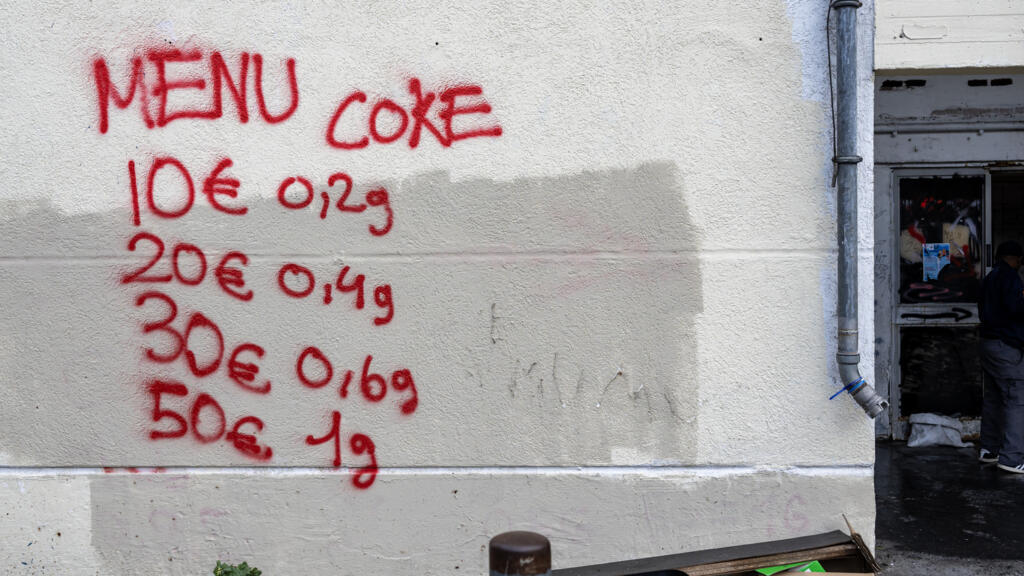 MENU COKE
10€ 0,2g
20€ 0,4g
30€ 0,6g
50€ 1g